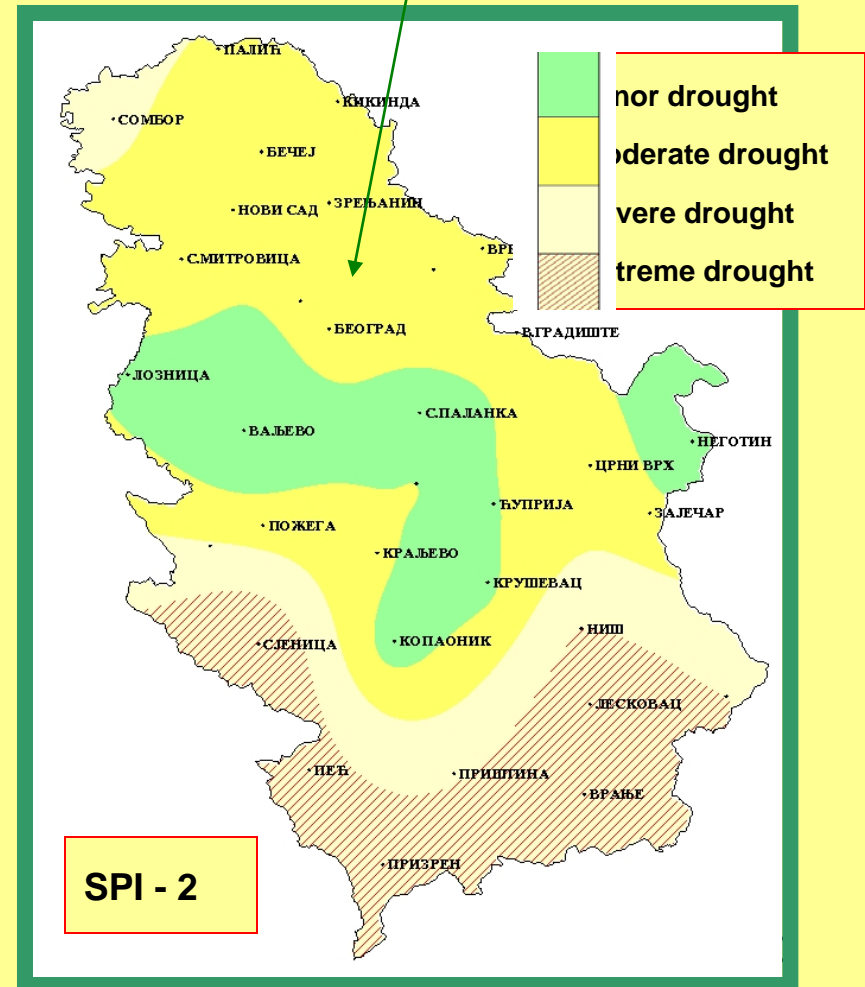 ПАЛИЋ
КИКИНДА
СОМБОР
БЕЧЕЈ
НОВИ САД
ЗРЕЊАНИН
С.МИТРОВИЦА
ВРШ
БЕОГРАД
В.ГРАДИШТЕ
ЛОЗНИЦА
С.ПАЛАНКА
ВАЉЕВО
НЕГОТИН
ЦРНИ ВРХ
ЋУПРИЈА
ЗАЈЕЧАР
ПОЖЕГА
КРАЉЕВО
КРУШЕВАЦ
НИШ
СЈЕНИЦА
КОПАОНИК
ЛЕСКОВАЦ
ПЕЋ
ПРИШТИНА
ВРАЊЕ
ПРИЗРЕН
nor drought
oderate drought
vere drought
treme drought
SPI - 2